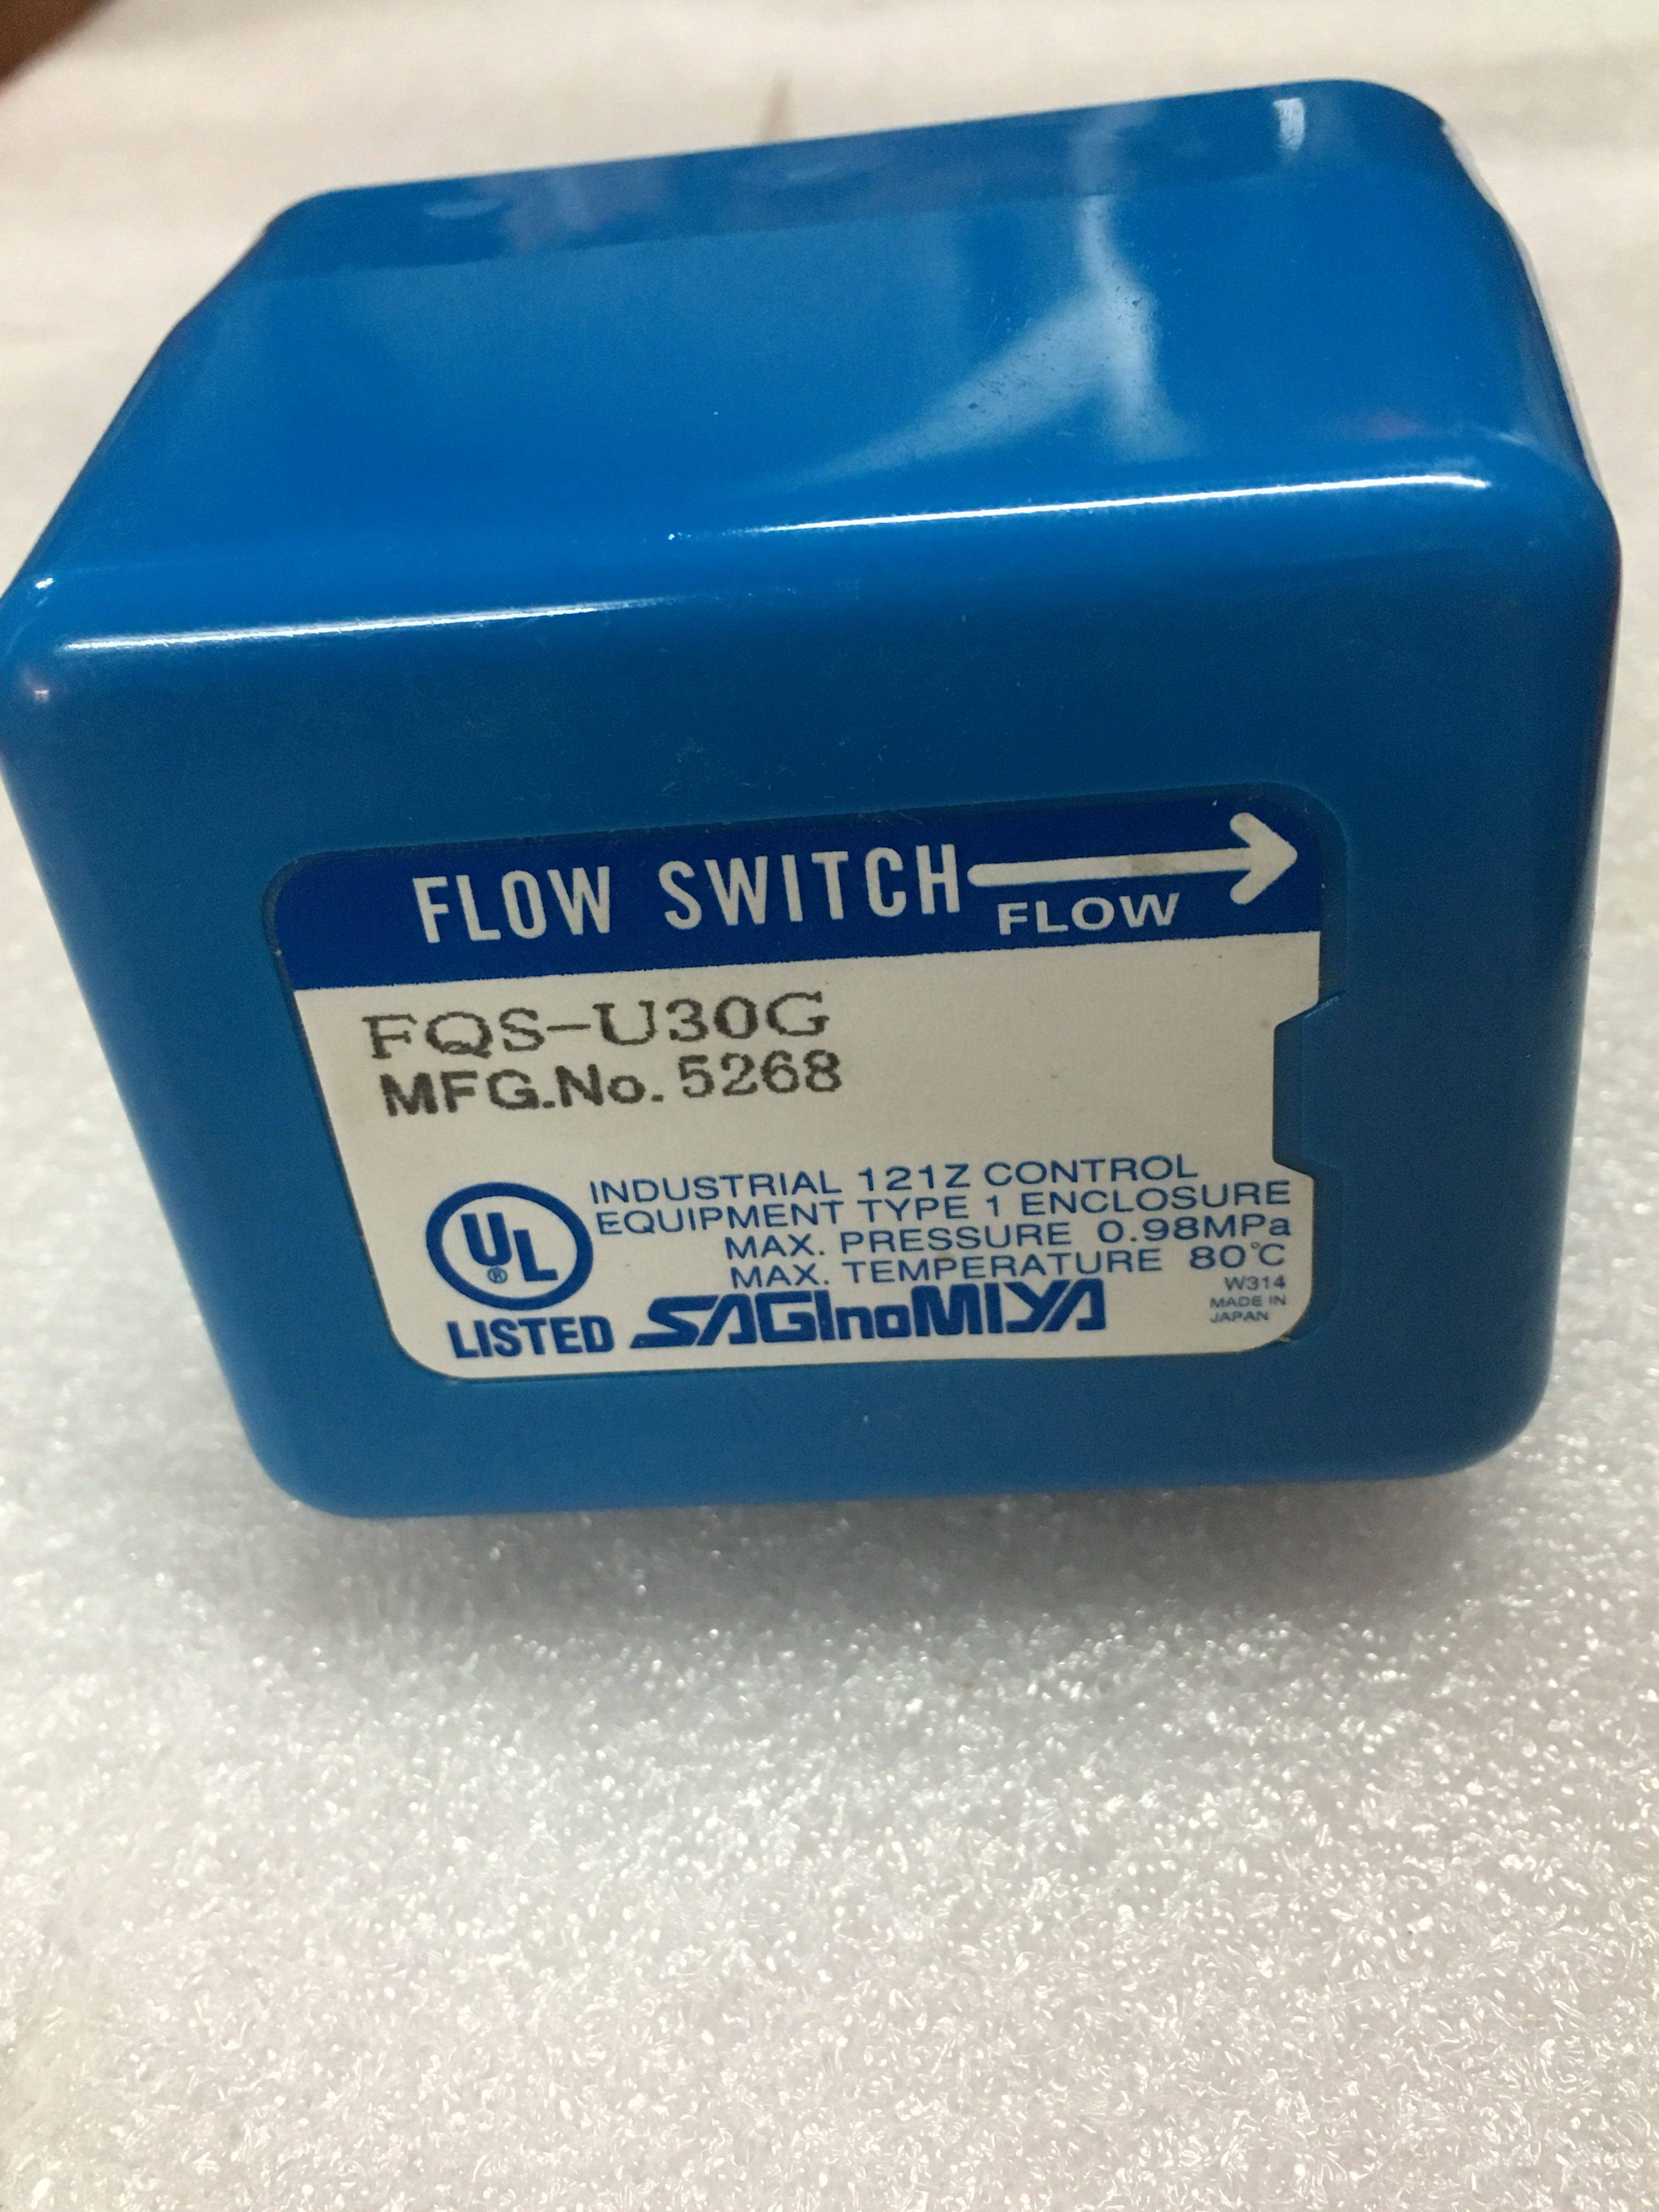 FLOW SWITCH
FLOW
FQS-U30G
MFG.No. 5268
INDUSTRIAL 121Z CONTROL
EQUIPMENT TYPE 1 ENCLOSURE
MAX. PRESSURE 0.98MPa
MAX. TEMPERATURE 80℃
UL
®
LISTED
SAGInoMIYA
W314
MADE IN
JAPAN